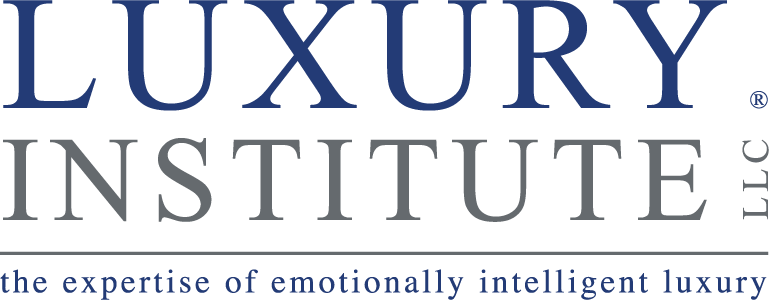 LUXURY ®
INSTITUTE LLC
the expertise of emotionally intelligent luxury